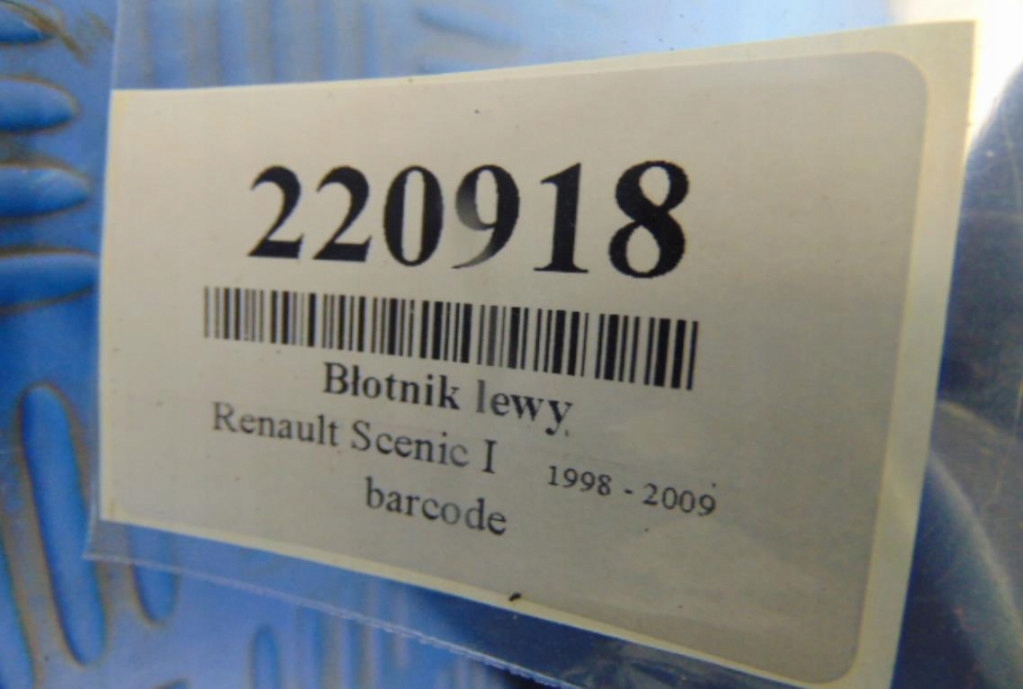 220918
Błotnik lewy
Renault Scenic I 1998 - 2009
barcode